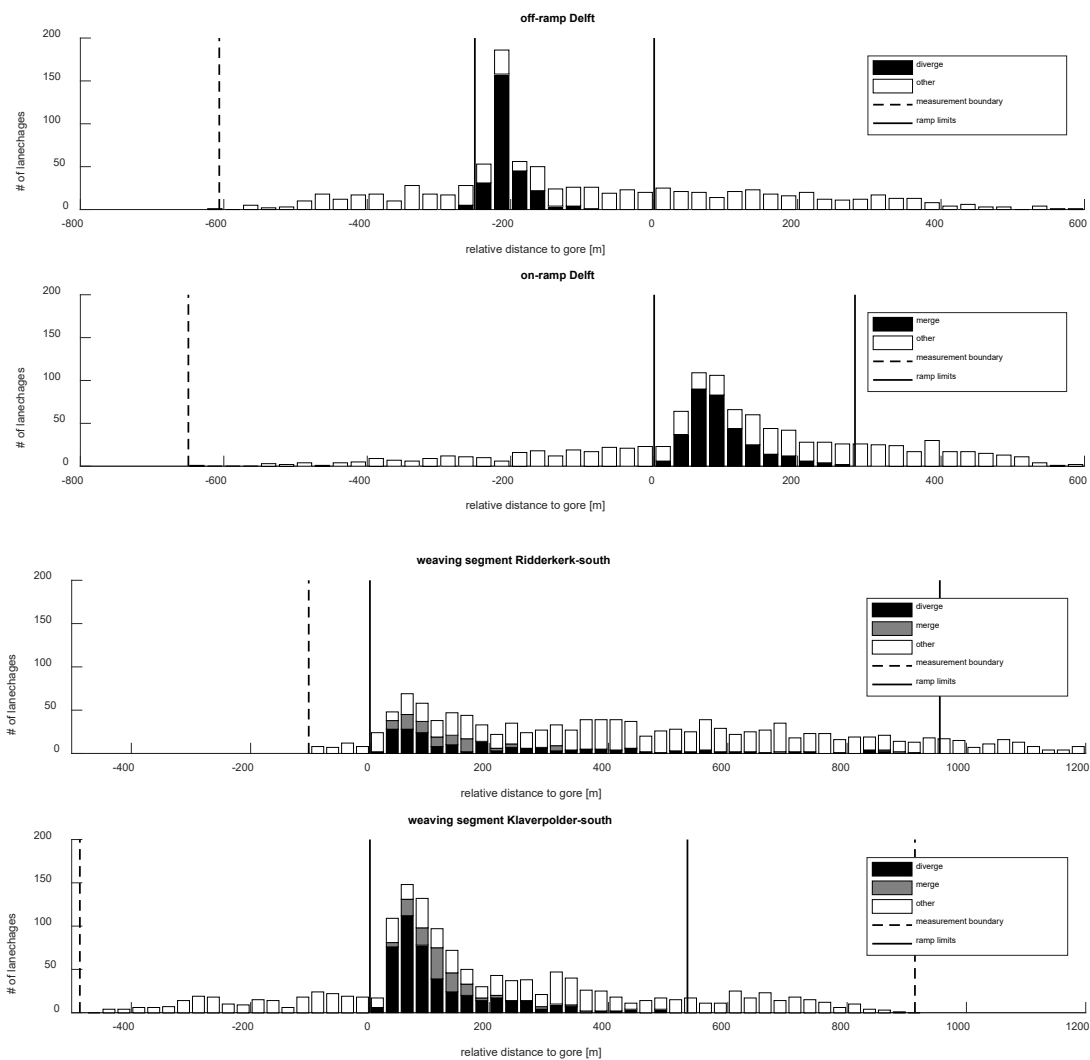 off-ramp Delft
200
150
100
50
0
# of lanechages
diverge
other
measurement boundary
ramp limits
-800 -600 -400 -200 0 200 400 600
relative distance to gore [m]
on-ramp Delft
200
150
100
50
0
# of lanechages
merge
other
measurement boundary
ramp limits
-800 -600 -400 -200 0 200 400 600
relative distance to gore [m]
weaving segment Ridderkerk-south
200
150
100
50
0
# of lanechages
diverge
merge
other
measurement boundary
ramp limits
-400 -200 0 200 400 600 800 1000 1200
relative distance to gore [m]
weaving segment Klaverpolder-south
200
150
100
50
0
# of lanechages
diverge
merge
other
measurement boundary
ramp limits
-400 -200 0 200 400 600 800 1000 1200
relative distance to gore [m]